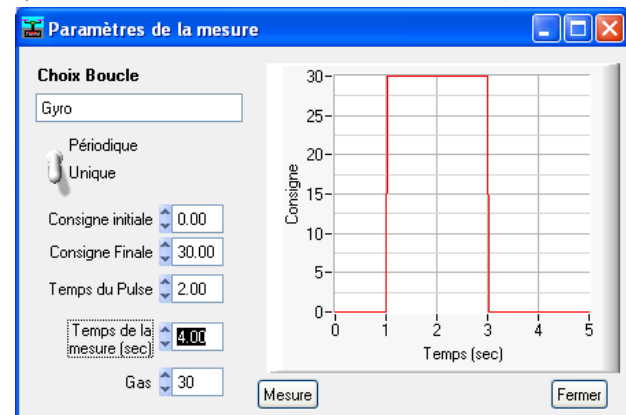 Paramètres de la mesure
Choix Boucle
Gyro
Périodique
Unique
Consigne initiale 0.00
Consigne Finale 30.00
Temps du Pulse 2.00
Temps de la
mesure (sec) 4.00
Gas 30
Consigne
30
25
20
15
10
5
0
0 1 2 3 4 5
Temps (sec)
Mesure
Fermer